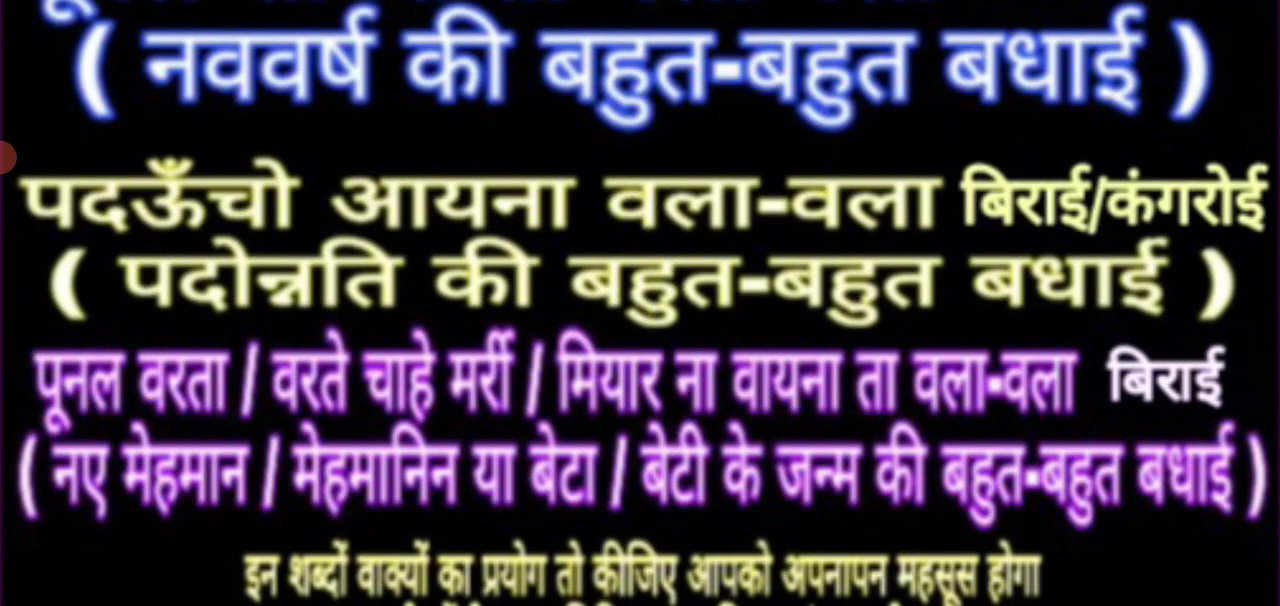 ( नववर्ष की बहुत-बहुत बधाई )
पदऊँचो आयना वला-वला बिराई/कंगरोई
( पदोन्नति की बहुत-बहुत बधाई )
पूनल वरता / वरते चाहे मर्री / मियार ना वायना ता वला-वला बिराई
( नए मेहमान / मेहमानिन या बेटा / बेटी के जन्म की बहुत-बहुत बधाई )
इन शब्दों वाक्यों का प्रयोग तो कीजिए आपको अपनापन महसूस होगा